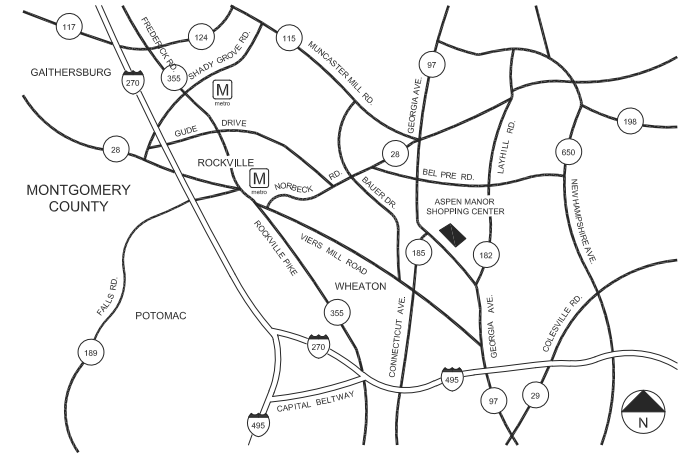 117
FREDERICK RD.
124
SHADY GROVE RD.
115
MUNCASTER MILL RD.
97
GEORGIA AVE.
GAITHERSBURG
270
355
M
metro
GUDE DRIVE
198
28
ROCKVILLE
28
LAYHILL RD.
650
M
metro
NORBECK RD.
BAUER DR.
BEL PRE RD.
NEW HAMPSHIRE AVE.
MONTGOMERY
COUNTY
ASPEN MANOR
SHOPPING CENTER
ROCKVILLE PIKE
VIERS MILL ROAD
185
182
FALLS RD.
WHEATON
POTOMAC
355
CONNECTICUT AVE.
GEORGIA AVE.
COLESVILLE RD.
189
270
495
CAPITAL BELTWAY
97
29
495
N